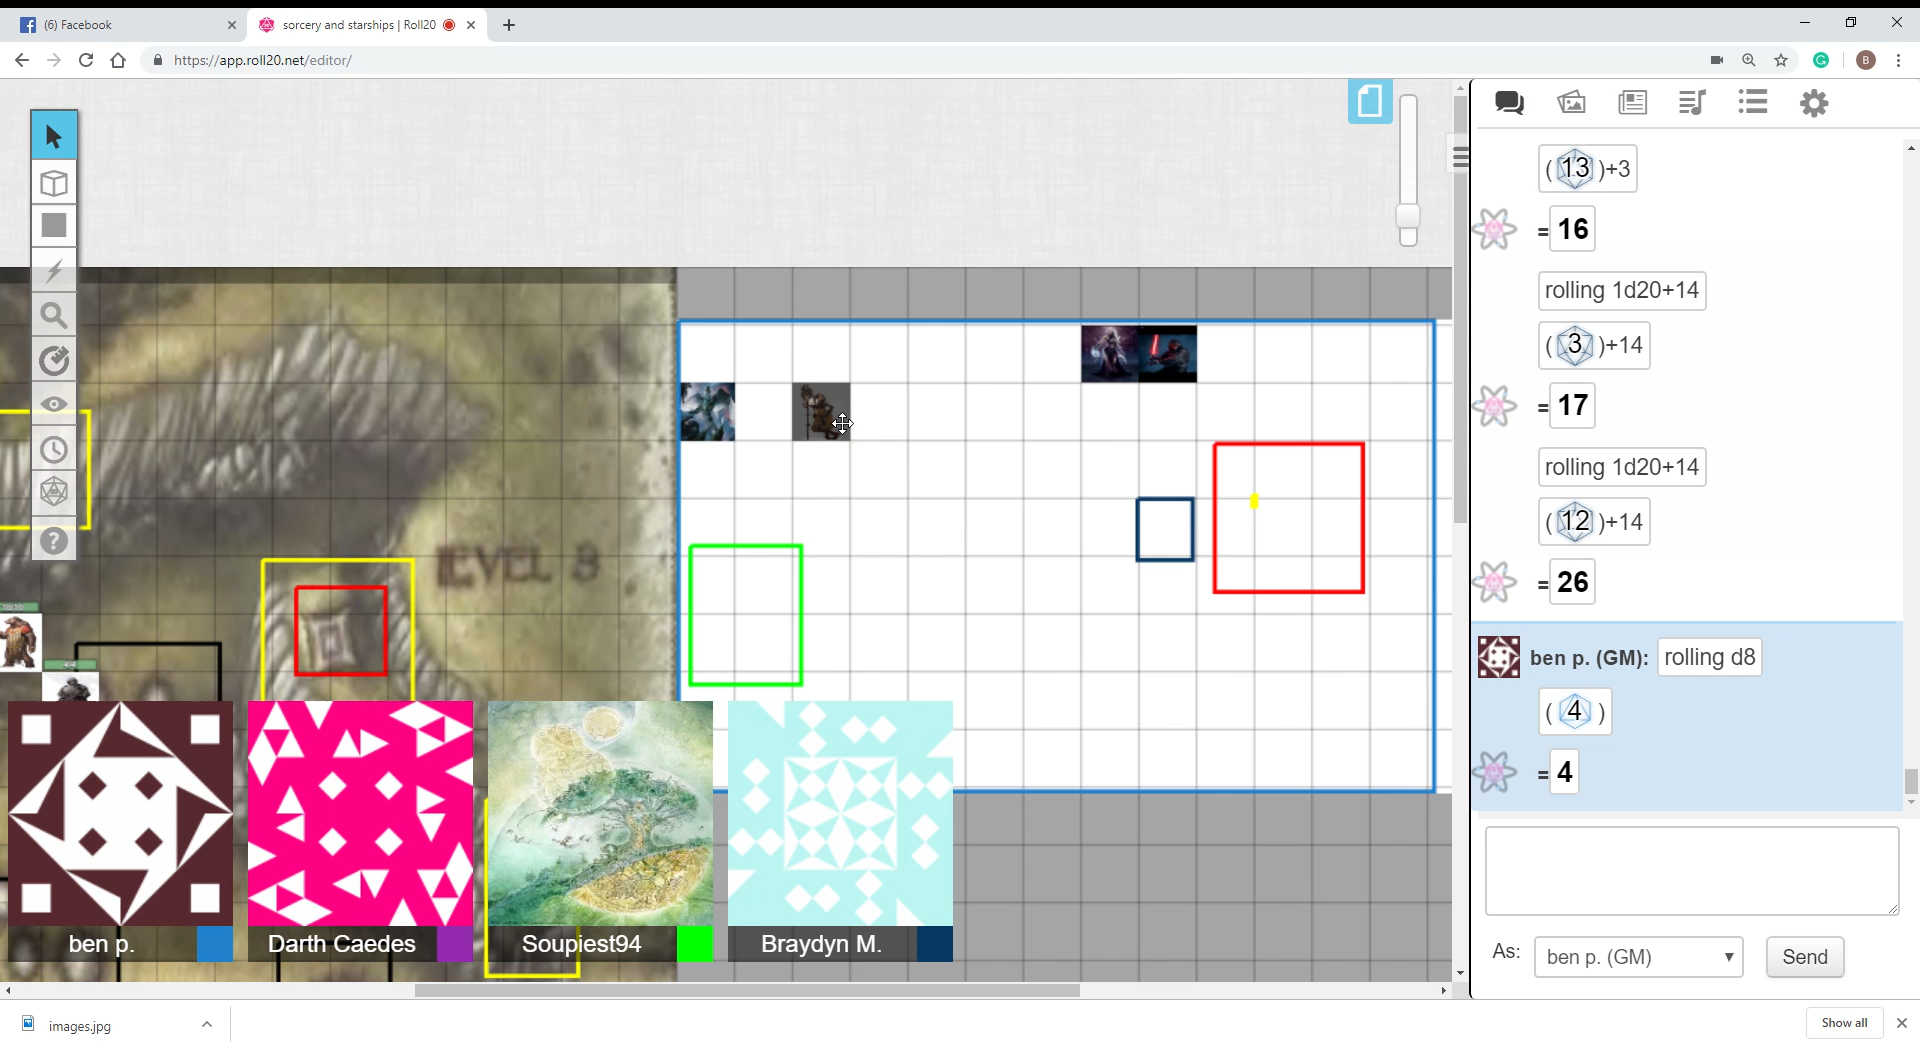 (6) Facebook
sorcery and starships | Roll20
https://app.roll20.net/editor/
B
(13)+3
=16
rolling 1d20+14
(3)+14
=17
rolling 1d20+14
(12)+14
=26
ben p. (GM): rolling d8
(4)
=4
LEVEL 8
ben p.
Darth Caedes
Soupiest94
Braydyn M.
As: ben p. (GM)
Send
images.jpg
Show all